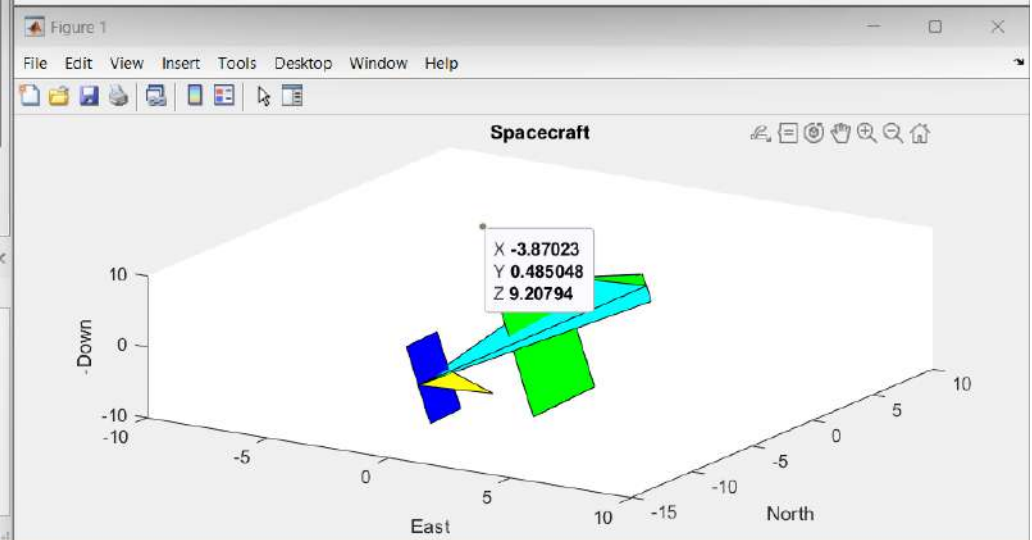 Figure 1
File Edit View Insert Tools Desktop Window Help
Spacecraft
X -3.87023
Y 0.485048
Z 9.20794
10
0
-10
-Down
-10
-5
0
5
10
East
-15
-10
-5
0
5
10
North